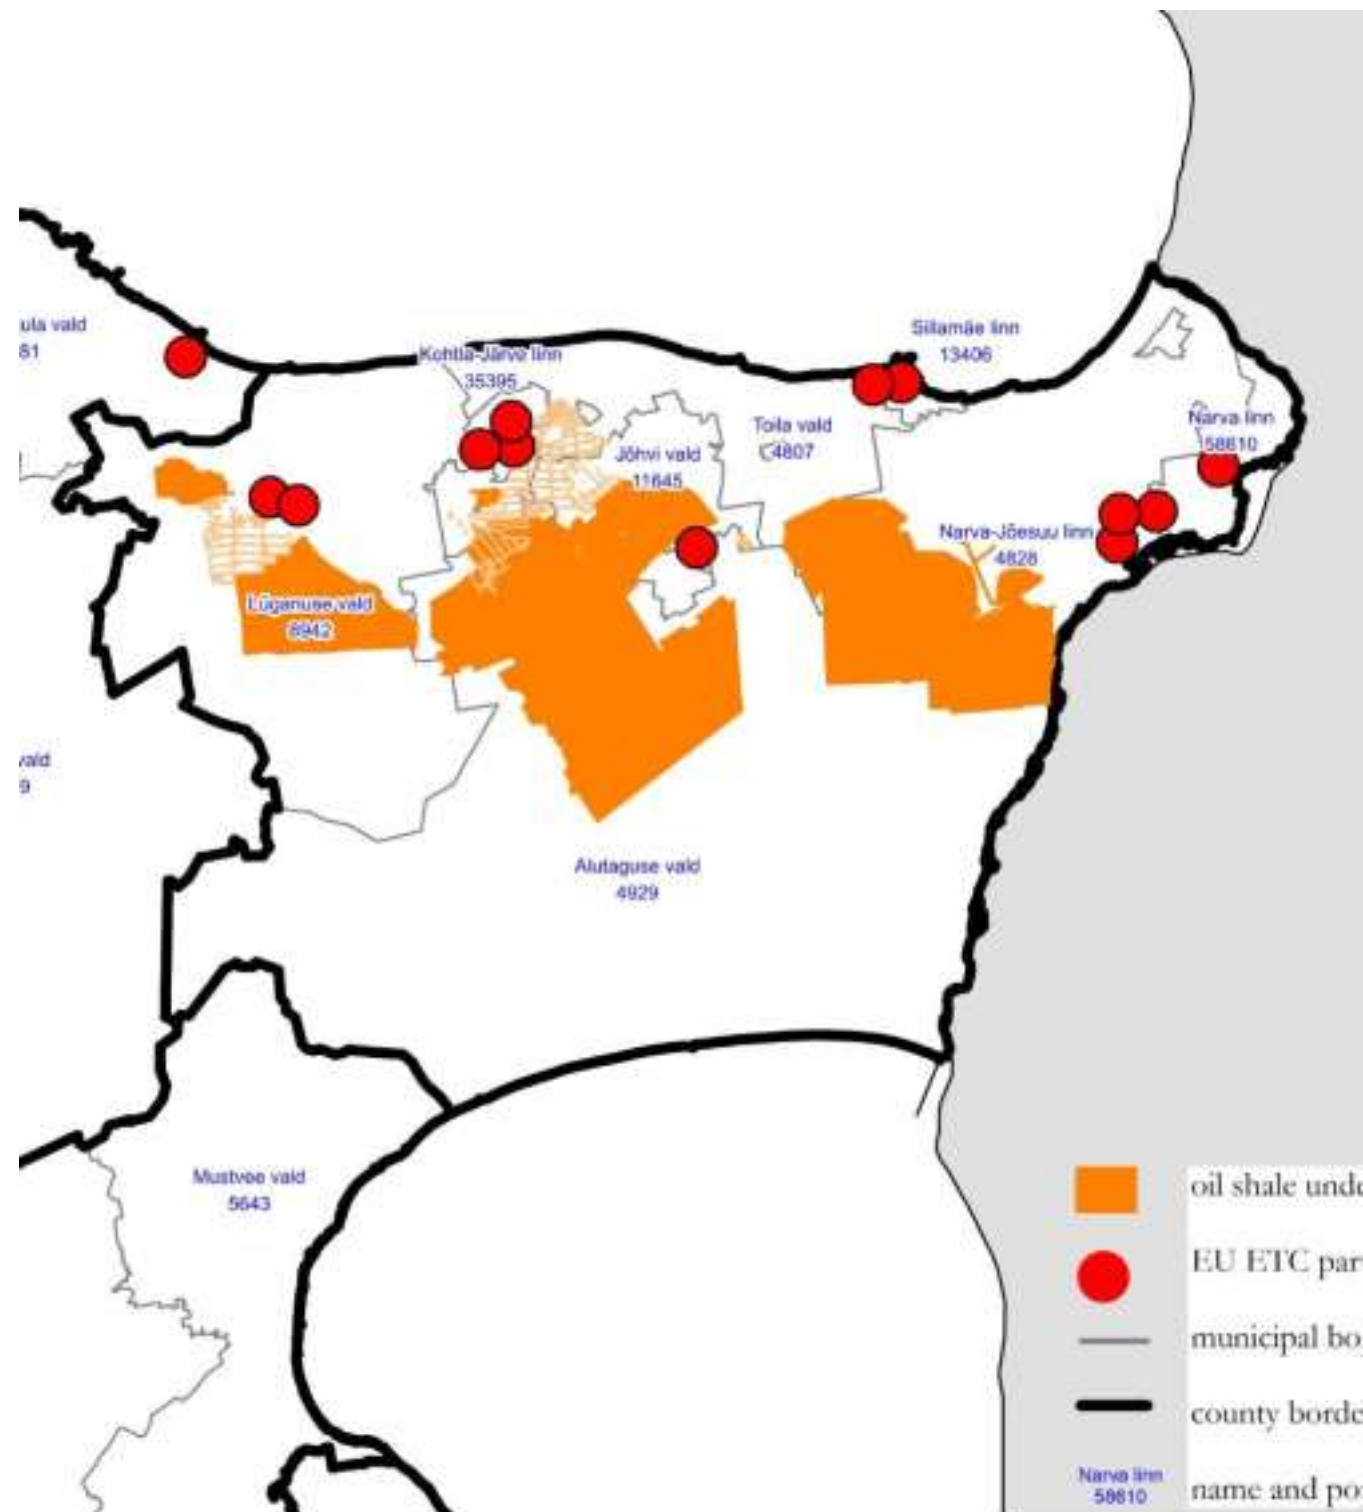 Sillamäe linn
13406
ula vald
81
Kohtla-Järve linn
35395
Narva linn
58610
Toila vald
4807
Jõhvi vald
11645
Narva-Jõesuu linn
4828
Lüganuse vald
8942
vald
9
Alutaguse vald
4929
Mustvee vald
5643
oil shale unde
EU ETC par
municipal bo
county borde
Narva linn
58610
name and po